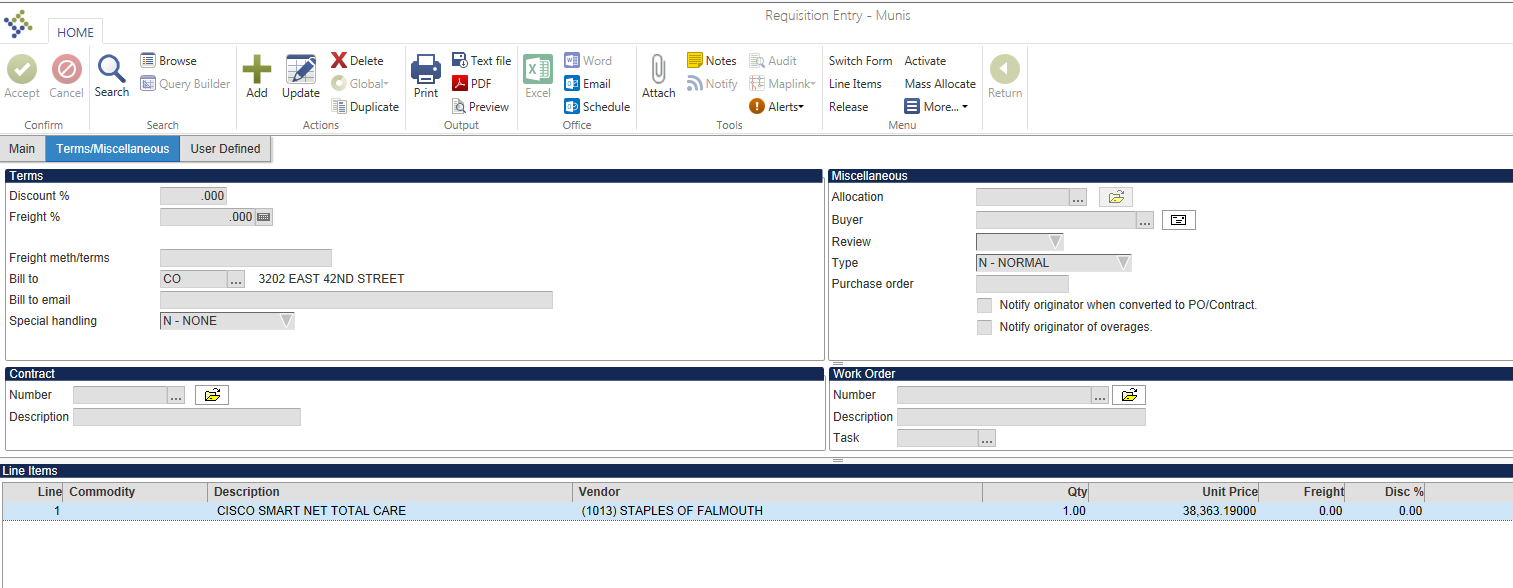 Requisition Entry - Munis
HOME
Accept
Cancel
Confirm
Search
Browse
Query Builder
Search
Add
Update
Delete
Global
Duplicate
Actions
Print
Text file
PDF
Preview
Output
Excel
Word
Email
Schedule
Office
Attach
Notes
Notify
Audit
Maplink
Alerts
Tools
Switch Form
Activate
Line Items
Mass Allocate
Release
More...
Menu
Return
Main
Terms/Miscellaneous
User Defined
Terms
Discount % .000
Freight % .000
Freight meth/terms
Bill to CO ... 3202 EAST 42ND STREET
Bill to email
Special handling N - NONE
Miscellaneous
Allocation ...
Buyer ...
Review
Type N - NORMAL
Purchase order
Notify originator when converted to PO/Contract.
Notify originator of overages.
Contract
Number ...
Description
Work Order
Number ...
Description
Task ...
Line Items
Line Commodity Description Vendor Qty Unit Price Freight Disc %
1 CISCO SMART NET TOTAL CARE (1013) STAPLES OF FALMOUTH 1.00 38,363.19000 0.00 0.00